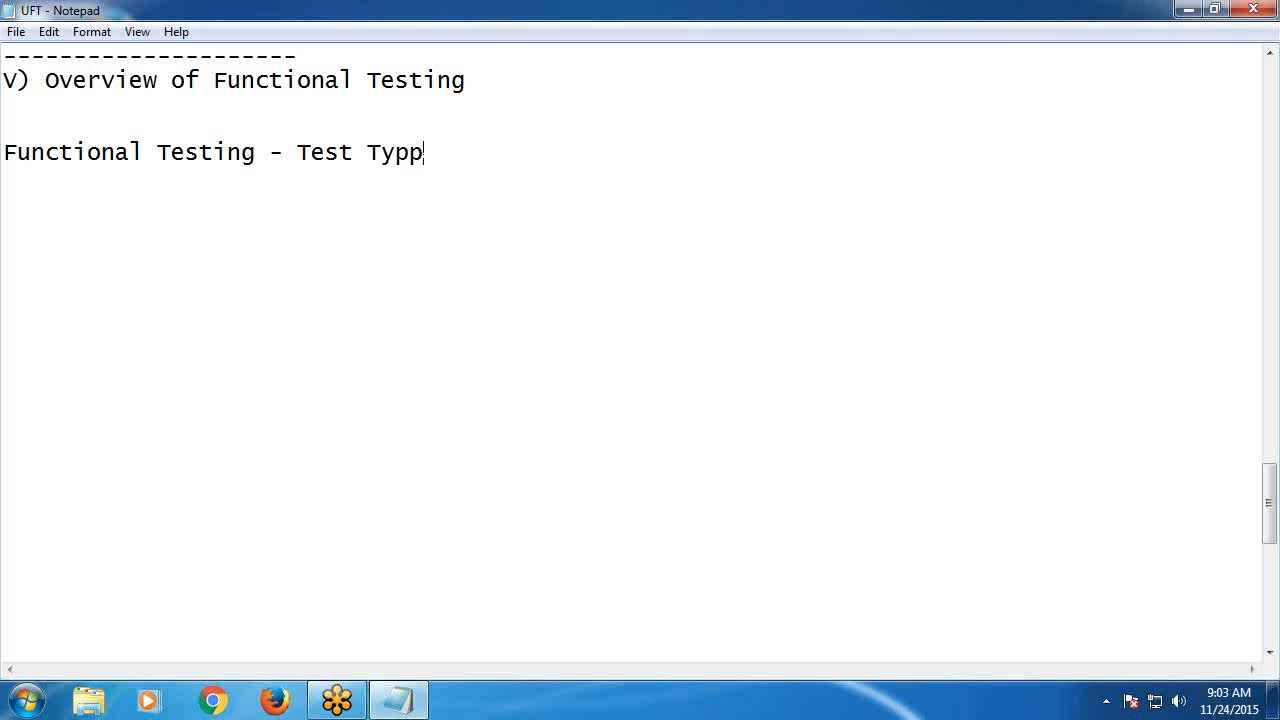 UFT - Notepad
File Edit Format View Help
---------------------
V) Overview of Functional Testing
Functional Testing - Test Typp
9:03 AM
11/24/2015